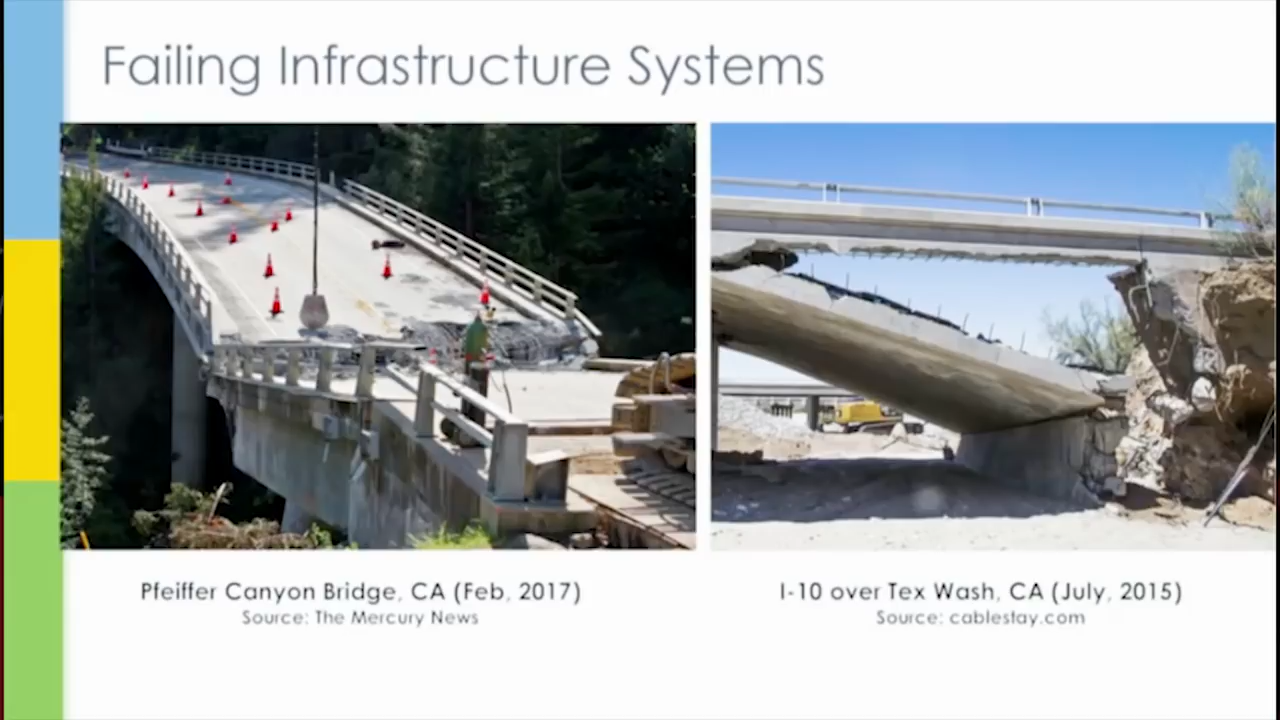 Failing Infrastructure Systems
Pfeiffer Canyon Bridge, CA (Feb, 2017)
Source: The Mercury News
I-10 over Tex Wash, CA (July, 2015)
Source: cablestay.com